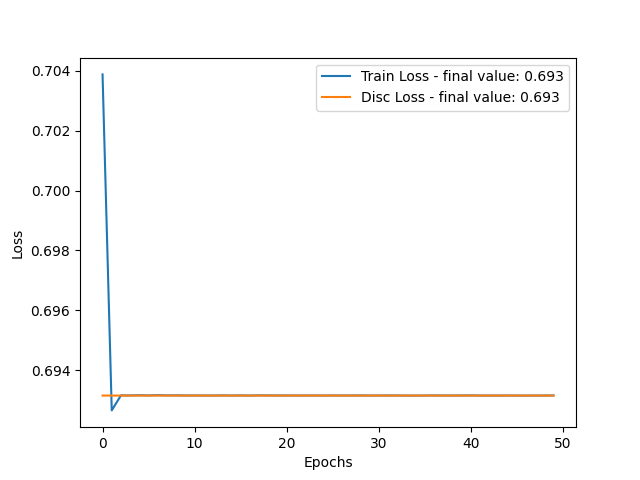 Train Loss - final value: 0.693
Disc Loss - final value: 0.693
0.704
0.702
0.700
0.698
0.696
0.694
Loss
0 10 20 30 40 50
Epochs